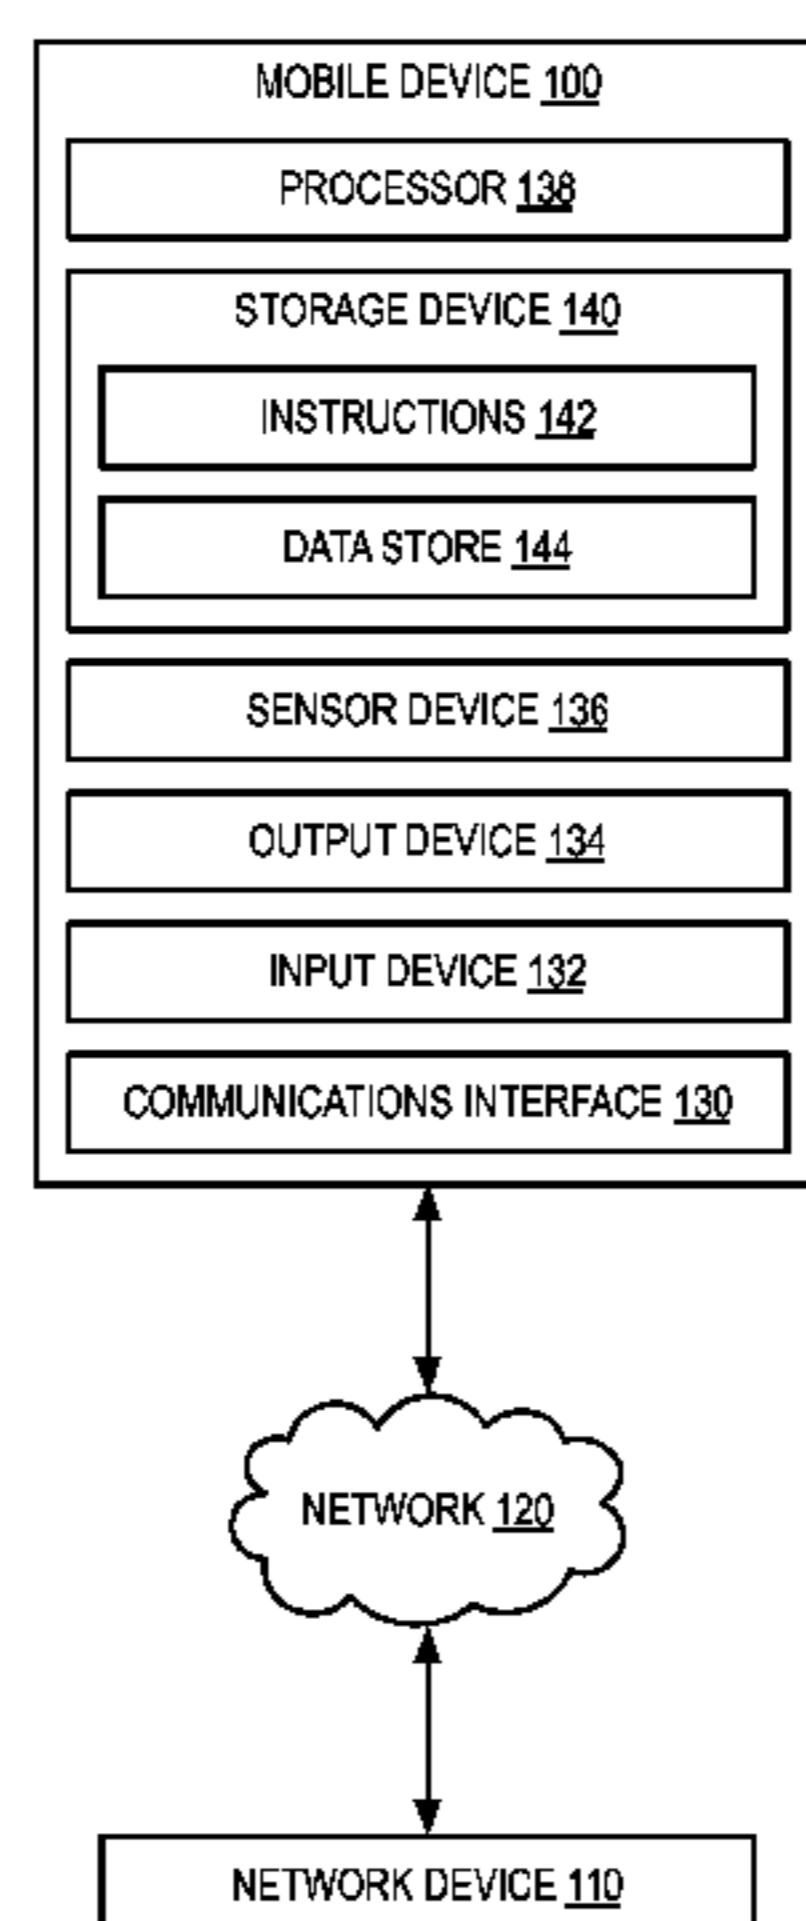 MOBILE DEVICE 100
PROCESSOR 138
STORAGE DEVICE 140
INSTRUCTIONS 142
DATA STORE 144
SENSOR DEVICE 136
OUTPUT DEVICE 134
INPUT DEVICE 132
COMMUNICATIONS INTERFACE 130
NETWORK 120
NETWORK DEVICE 110